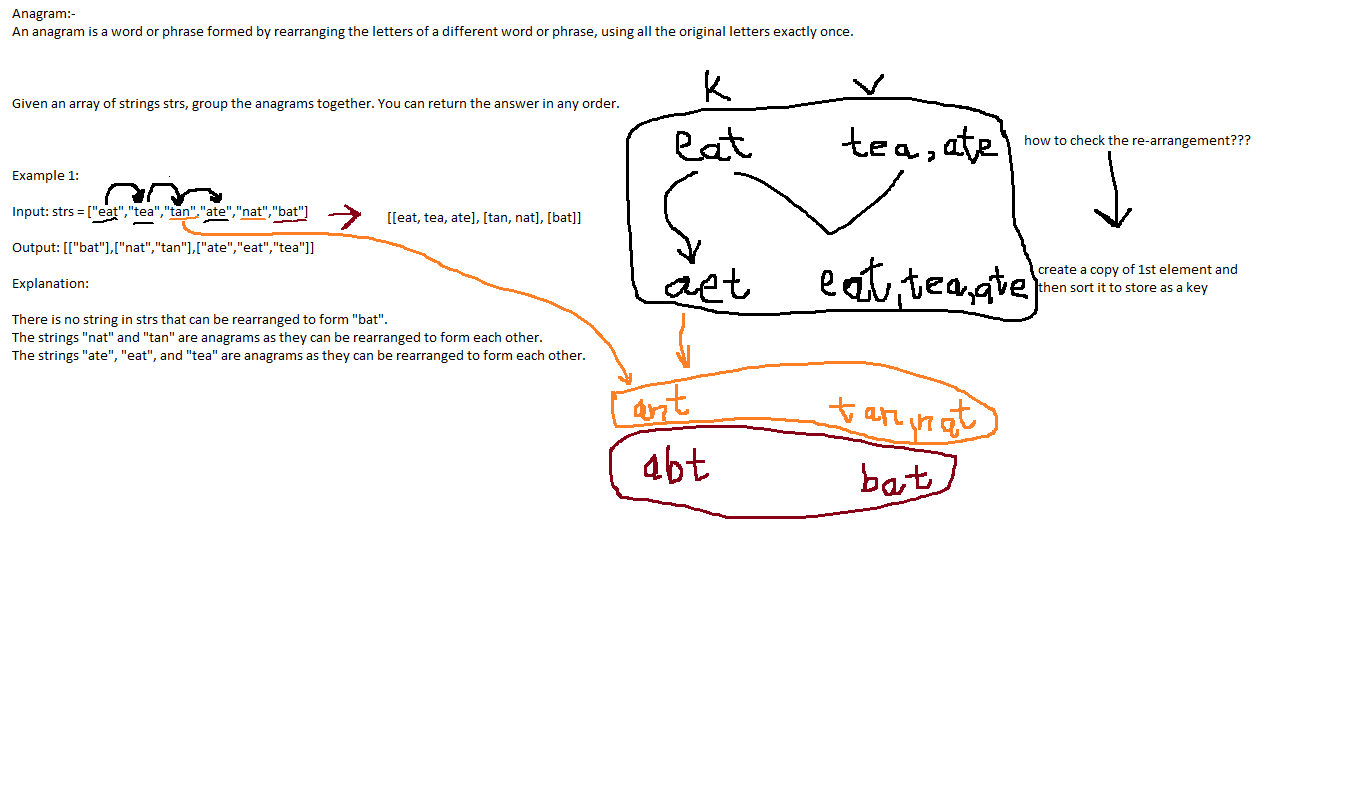 Anagram:-
An anagram is a word or phrase formed by rearranging the letters of a different word or phrase, using all the original letters exactly once.
k v
Given an array of strings strs, group the anagrams together. You can return the answer in any order.
eat tea, ate
how to check the re-arrangement???
Example 1:
Input: strs = ["eat","tea","tan","ate","nat","bat"]
[[eat, tea, ate], [tan, nat], [bat]]
Output: [["bat"],["nat","tan"],["ate","eat","tea"]]
Explanation:
aet eat,tea,ate
create a copy of 1st element and
then sort it to store as a key
There is no string in strs that can be rearranged to form "bat".
The strings "nat" and "tan" are anagrams as they can be rearranged to form each other.
The strings "ate", "eat", and "tea" are anagrams as they can be rearranged to form each other.
ant tan,nat
abt bat